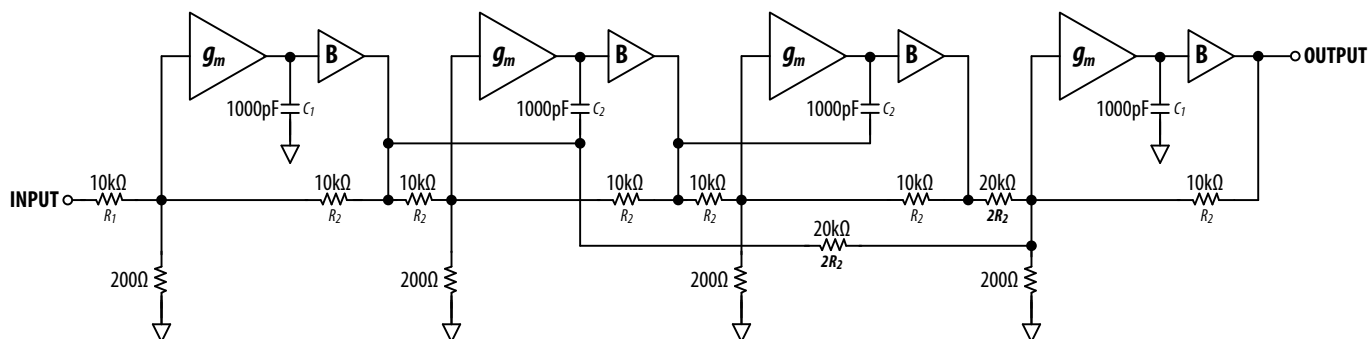 gm
B
gm
B
gm
B
gm
B
OUTPUT
1000pF C1
1000pF C2
1000pF C2
1000pF C1
INPUT
10kΩ
R1
10kΩ
R2
10kΩ
R2
10kΩ
R2
10kΩ
R2
10kΩ
R2
20kΩ
2R2
10kΩ
R2
20kΩ
2R2
200Ω
200Ω
200Ω
200Ω